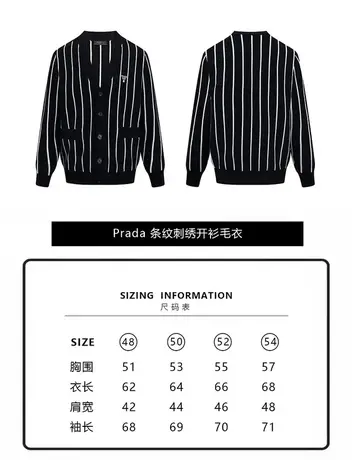 Prada 条纹刺绣开衫毛衣
SIZING INFORMATION
尺码表
SIZE 48 50 52 54
胸围 51 53 55 57
衣长 62 64 66 68
肩宽 42 44 46 48
袖长 68 69 70 71